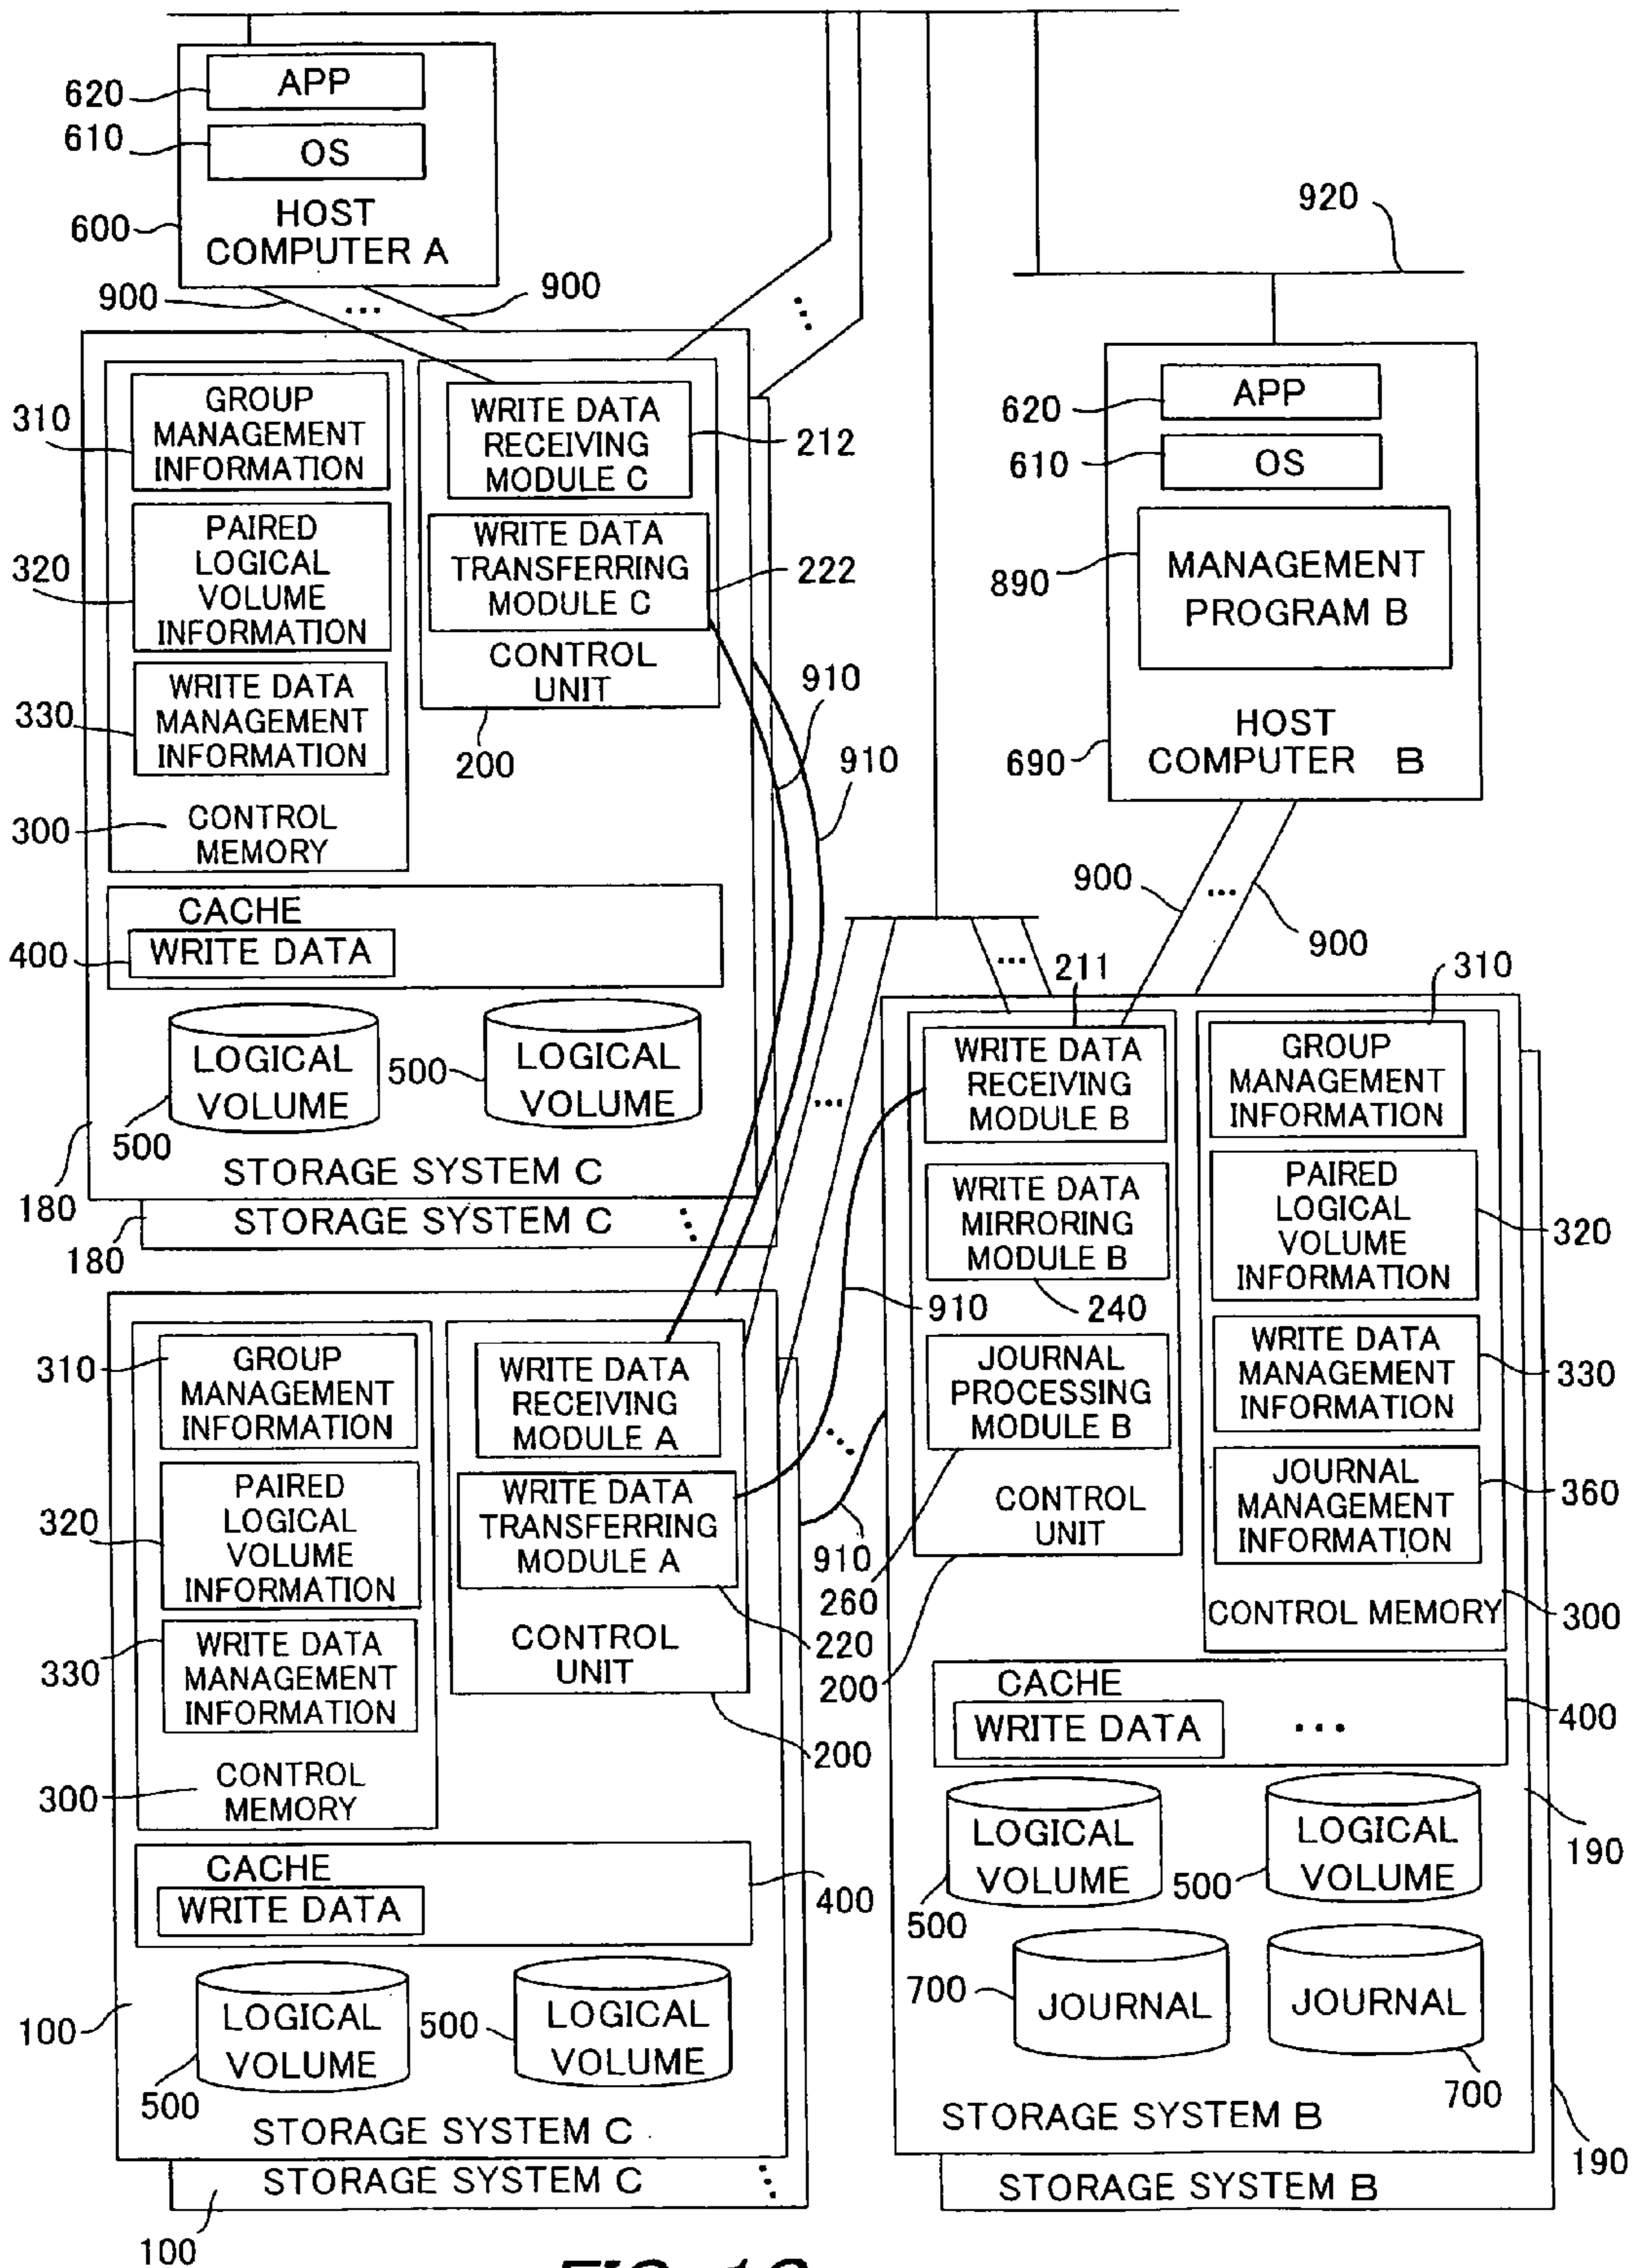 620
APP
610
OS
600
HOST
COMPUTER A
900
...
900
920
310
GROUP
MANAGEMENT
INFORMATION
320
PAIRED
LOGICAL
VOLUME
INFORMATION
330
WRITE DATA
MANAGEMENT
INFORMATION
300
CONTROL
MEMORY
WRITE DATA
RECEIVING
MODULE C
212
WRITE DATA
TRANSFERRING
MODULE C
222
CONTROL
UNIT
200
910
910
CACHE
400
WRITE DATA
LOGICAL
VOLUME
500
500
LOGICAL
VOLUME
STORAGE SYSTEM C
180
STORAGE SYSTEM C
180
620
APP
610
OS
890
MANAGEMENT
PROGRAM B
690
HOST
COMPUTER B
900
...
900
...
...
310
GROUP
MANAGEMENT
INFORMATION
320
PAIRED
LOGICAL
VOLUME
INFORMATION
330
WRITE DATA
MANAGEMENT
INFORMATION
300
CONTROL
MEMORY
WRITE DATA
RECEIVING
MODULE A
WRITE DATA
TRANSFERRING
MODULE A
220
CONTROL
UNIT
200
CACHE
WRITE DATA
400
LOGICAL
VOLUME
500
500
LOGICAL
VOLUME
100
STORAGE SYSTEM C
STORAGE SYSTEM C
100
211
WRITE DATA
RECEIVING
MODULE B
910
WRITE DATA
MIRRORING
MODULE B
240
JOURNAL
PROCESSING
MODULE B
910
260
CONTROL
UNIT
200
310
GROUP
MANAGEMENT
INFORMATION
PAIRED
LOGICAL
VOLUME
INFORMATION
320
WRITE DATA
MANAGEMENT
INFORMATION
330
JOURNAL
MANAGEMENT
INFORMATION
360
CONTROL MEMORY
300
CACHE
WRITE DATA
...
400
LOGICAL
VOLUME
500
500
LOGICAL
VOLUME
190
700
JOURNAL
JOURNAL
700
STORAGE SYSTEM B
190
STORAGE SYSTEM B